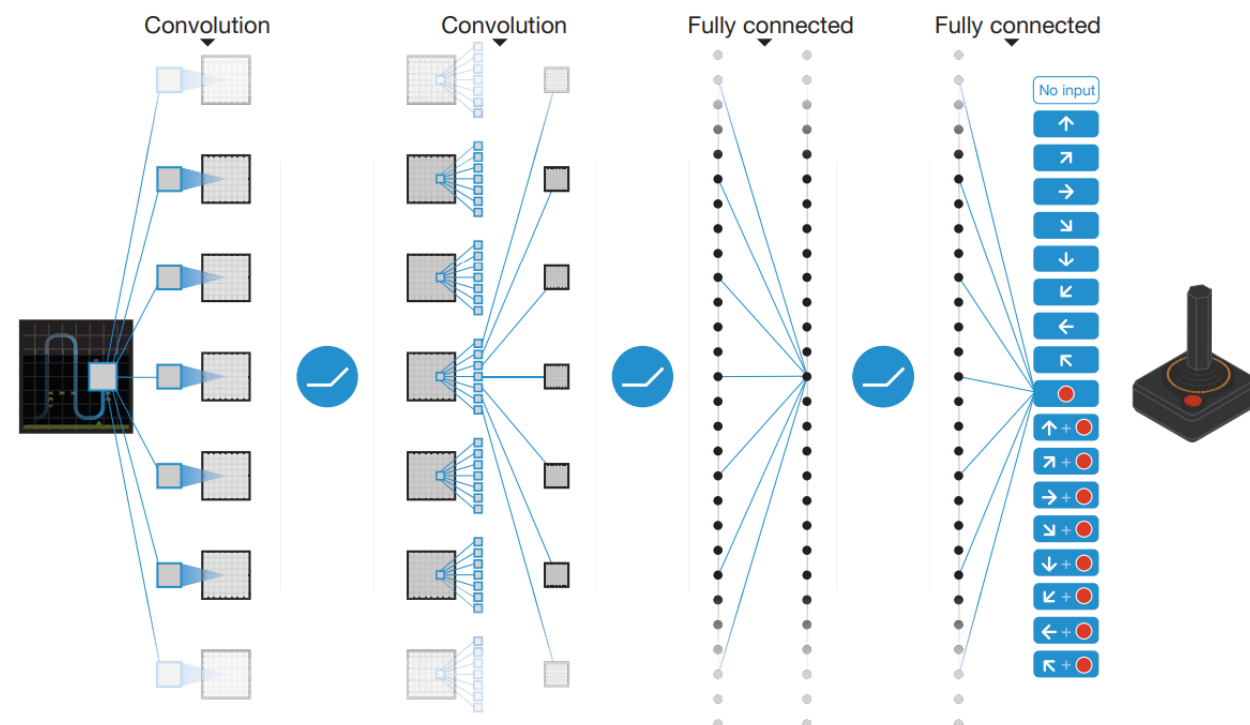 Convolution
Convolution
Fully connected
Fully connected
No input
+
+
+
+
+
+
+
+